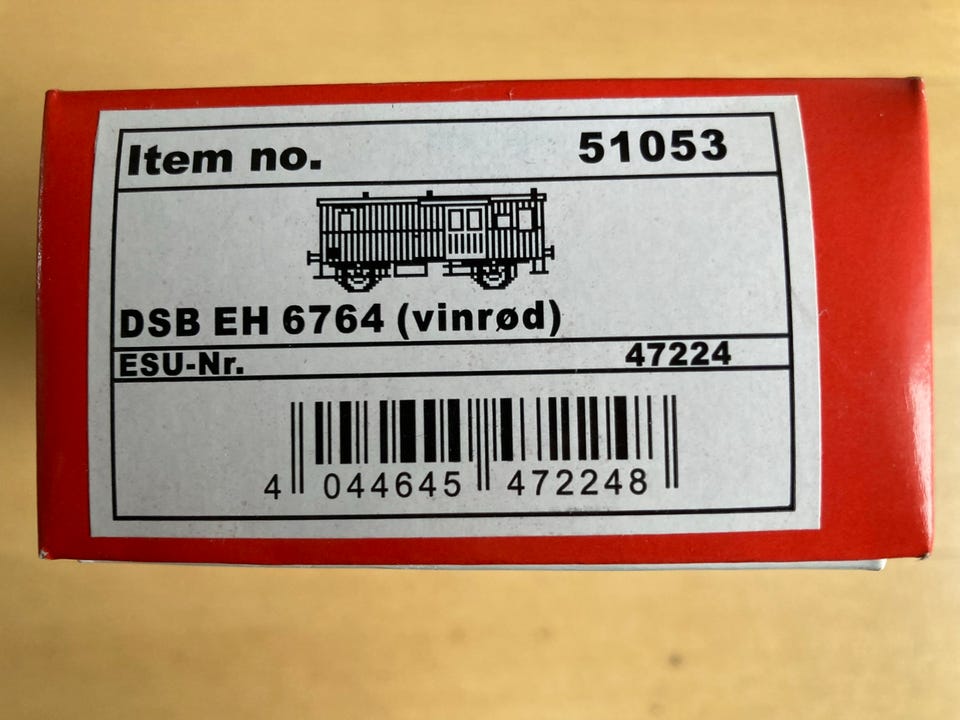 Item no. 51053
DSB EH 6764 (vinrød)
ESU-Nr. 47224
4 044645 472248